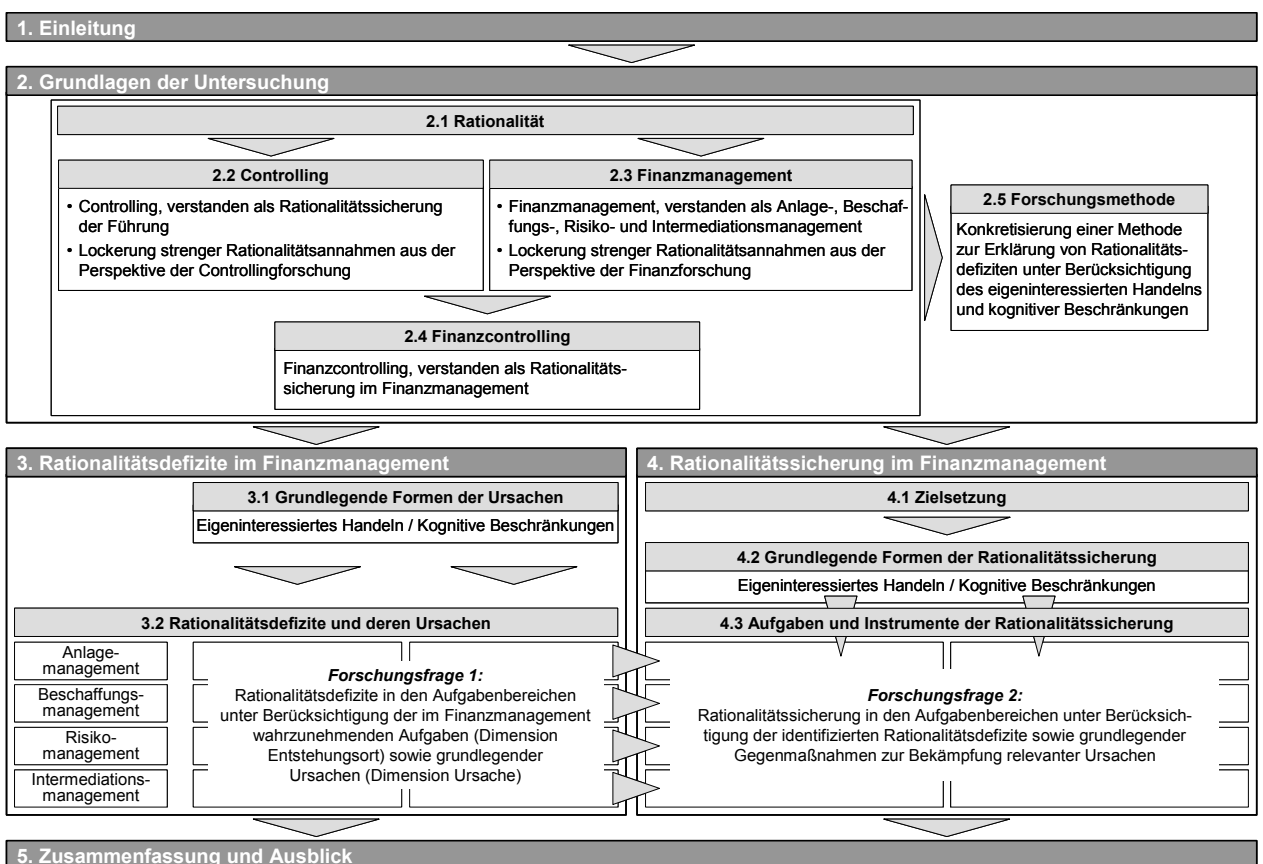 1. Einleitung
2. Grundlagen der Untersuchung
2.1 Rationalität
2.2 Controlling
• Controlling, verstanden als Rationalitätssicherung
der Führung
• Lockerung strenger Rationalitätsannahmen aus der
Perspektive der Controllingforschung
2.3 Finanzmanagement
• Finanzmanagement, verstanden als Anlage-, Beschaf-
fungs-, Risiko- und Intermediationsmanagement
• Lockerung strenger Rationalitätsannahmen aus der
Perspektive der Finanzforschung
2.4 Finanzcontrolling
Finanzcontrolling, verstanden als Rationalitäts-
sicherung im Finanzmanagement
2.5 Forschungsmethode
Konkretisierung einer Methode
zur Erklärung von Rationalitäts-
defiziten unter Berücksichtigung
des eigeninteressierten Handelns
und kognitiver Beschränkungen
3. Rationalitätsdefizite im Finanzmanagement
3.1 Grundlegende Formen der Ursachen
Eigeninteressiertes Handeln / Kognitive Beschränkungen
3.2 Rationalitätsdefizite und deren Ursachen
Anlage-
management
Beschaffungs-
management
Risiko-
management
Intermediations-
management
Forschungsfrage 1:
Rationalitätsdefizite in den Aufgabenbereichen
unter Berücksichtigung der im Finanzmanagement
wahrzunehmenden Aufgaben (Dimension
Entstehungsort) sowie grundlegender
Ursachen (Dimension Ursache)
4. Rationalitätssicherung im Finanzmanagement
4.1 Zielsetzung
4.2 Grundlegende Formen der Rationalitätssicherung
Eigeninteressiertes Handeln / Kognitive Beschränkungen
4.3 Aufgaben und Instrumente der Rationalitätssicherung
Forschungsfrage 2:
Rationalitätssicherung in den Aufgabenbereichen unter Berücksich-
tigung der identifizierten Rationalitätsdefizite sowie grundlegender
Gegenmaßnahmen zur Bekämpfung relevanter Ursachen
5. Zusammenfassung und Ausblick